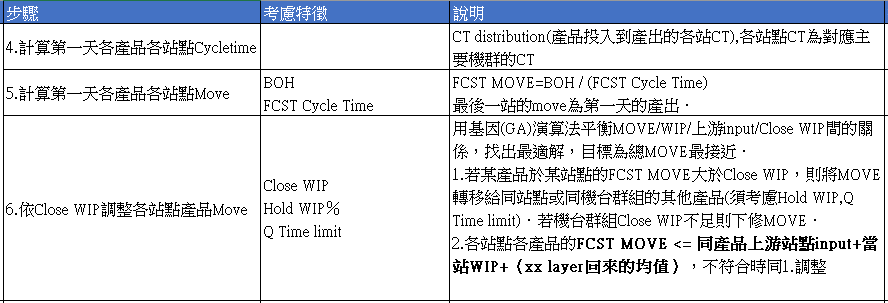 步驟 考慮特徵 說明
4.計算第一天各產品各站點Cycletime
CT distribution(產品投入到產出的各站CT),各站點CT為對應主
要機群的CT
5.計算第一天各產品各站點Move
BOH
FCST Cycle Time
FCST MOVE=BOH / (FCST Cycle Time)
最後一站的move為第一天的產出.
6.依Close WIP調整各站點產品Move
Close WIP
Hold WIP%
Q Time limit
用基因(GA)演算法平衡MOVE/WIP/上游input/Close WIP間的關
係,找出最適解,目標為總MOVE最接近.
1.若某產品於某站點的FCST MOVE大於Close WIP,則將MOVE
轉移給同站點或同機台群組的其他產品(須考慮Hold WIP,Q
Time limit).若機台群組Close WIP不足則下修MOVE.
2.各站點各產品的FCST MOVE <= 同產品上游站點input+當
站WIP+(xx layer回來的均值),不符合時同1.調整